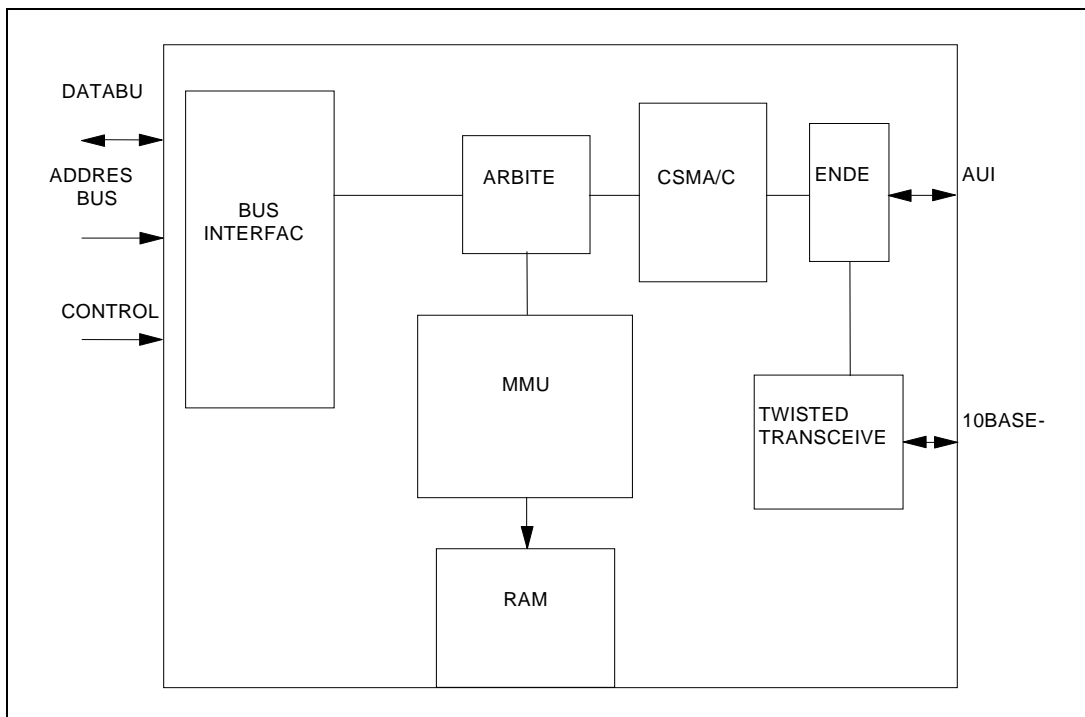 DATABU
ADDRES
BUS
CONTROL
BUS
INTERFAC
ARBITE
CSMA/C
ENDE
AUI
MMU
TWISTED
TRANSCEIVE
10BASE-
RAM